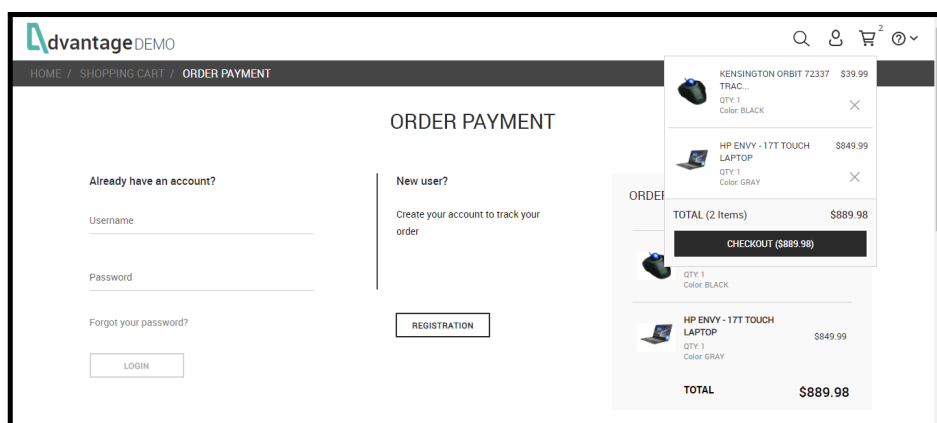 dvantage DEMO
2
HOME / SHOPPING CART / ORDER PAYMENT
KENSINGTON ORBIT 72337 $39.99
TRAC...
QTY: 1
Color: BLACK
HP ENVY - 17T TOUCH $849.99
LAPTOP
QTY: 1
Color: GRAY
TOTAL (2 Items) $889.98
CHECKOUT ($889.98)
ORDER PAYMENT
Already have an account?
Username
Password
Forgot your password?
LOGIN
New user?
Create your account to track your
order
REGISTRATION
ORDER
QTY: 1
Color: BLACK
HP ENVY - 17T TOUCH
LAPTOP $849.99
QTY: 1
Color: GRAY
TOTAL $889.98